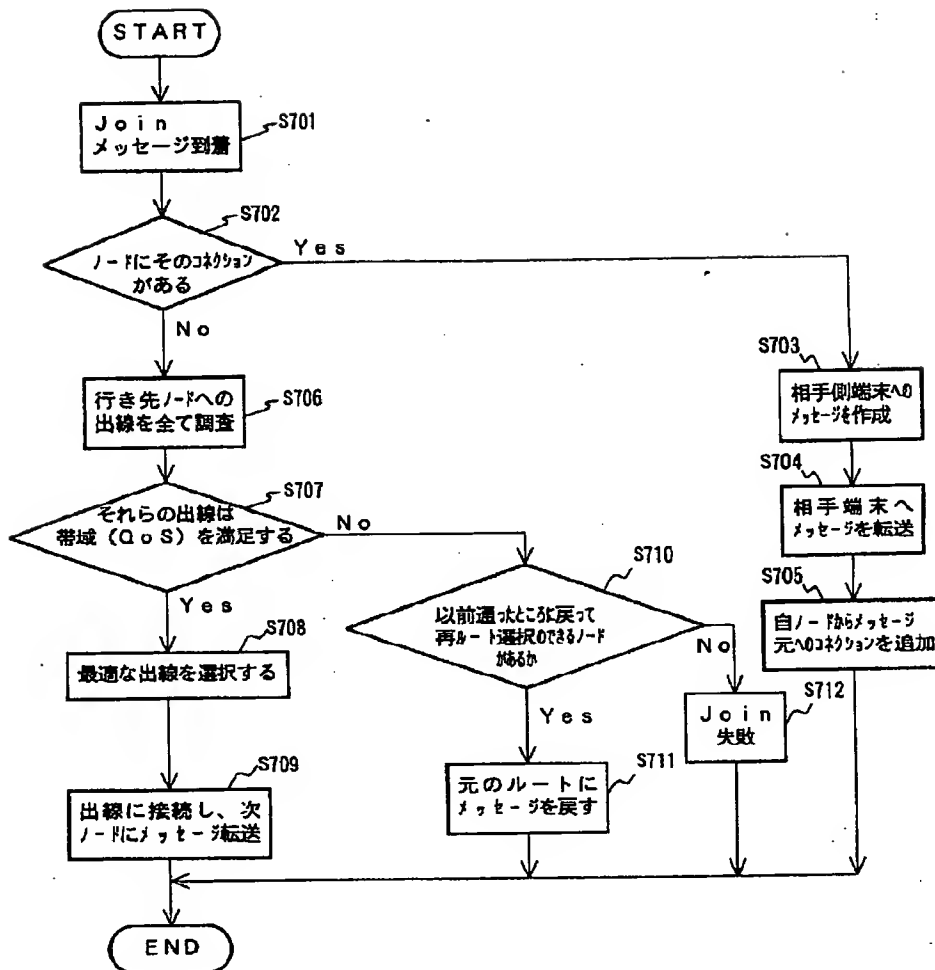 START
Join
メッセージ到着
S701
S702
ノードにそのコネクション
がある
Yes
No
S703
相手側端末への
メッセージを作成
S706
行き先ノードへの
出線を全て調査
S704
相手端末へ
メッセージを転送
S707
それらの出線は
帯域（QoS）を満足する
No
Yes
S705
自ノードからメッセージ
元へのコネクションを追加
S710
以前通ったところに戻って
再ルート選択のできるノード
があるか
No
Yes
S708
最適な出線を選択する
S712
Join
失敗
S711
元のルートに
メッセージを戻す
S709
出線に接続し、次
ノードにメッセージ転送
END